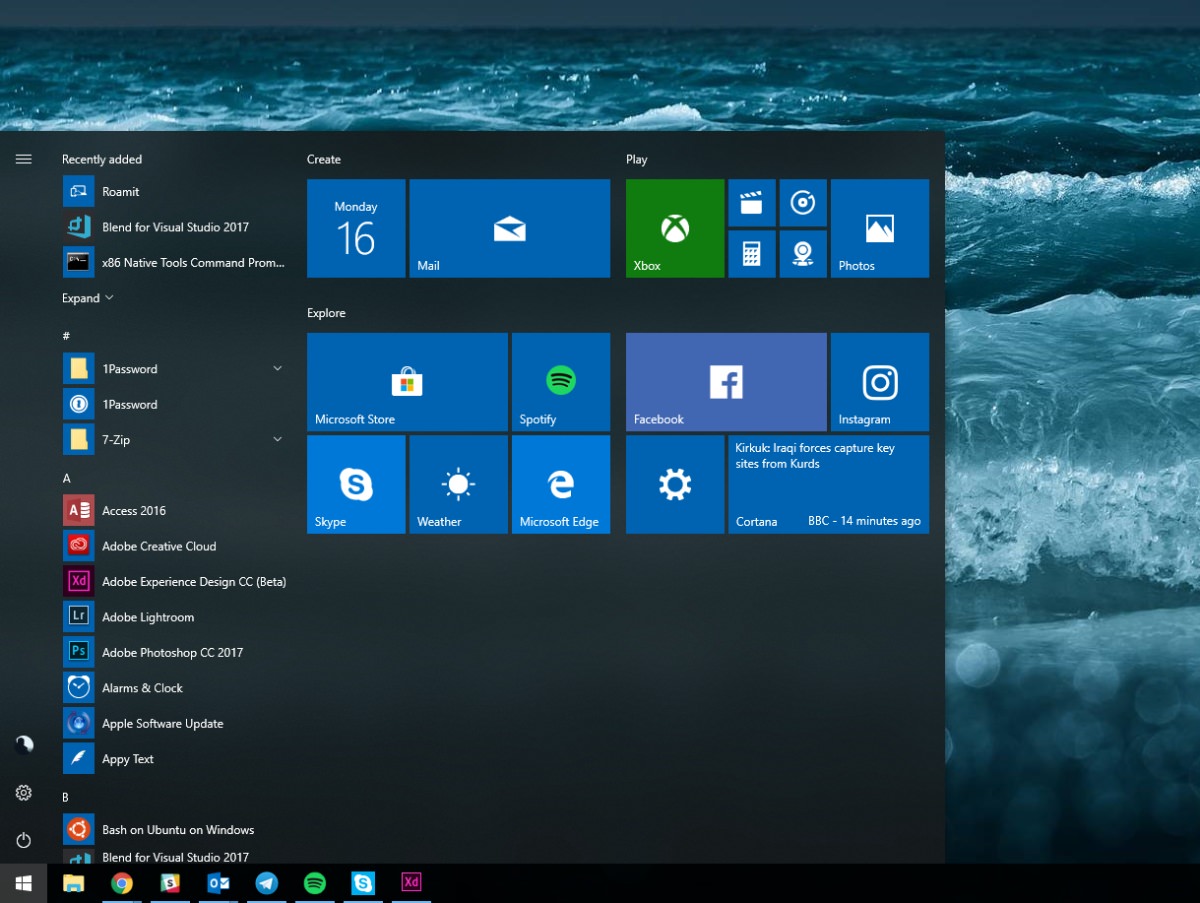 Recently added
Roamit
Blend for Visual Studio 2017
x86 Native Tools Command Prom...
Expand
#
1Password
1Password
7-Zip
A
Access 2016
Adobe Creative Cloud
Adobe Experience Design CC (Beta)
Adobe Lightroom
Adobe Photoshop CC 2017
Alarms & Clock
Apple Software Update
Appy Text
B
Bash on Ubuntu on Windows
Blend for Visual Studio 2017
Create
Monday
16
Mail
Explore
Microsoft Store
Spotify
Skype
Weather
Microsoft Edge
Play
Xbox
Photos
Facebook
Instagram
Kirkuk: Iraqi forces capture key
sites from Kurds
Cortana
BBC - 14 minutes ago